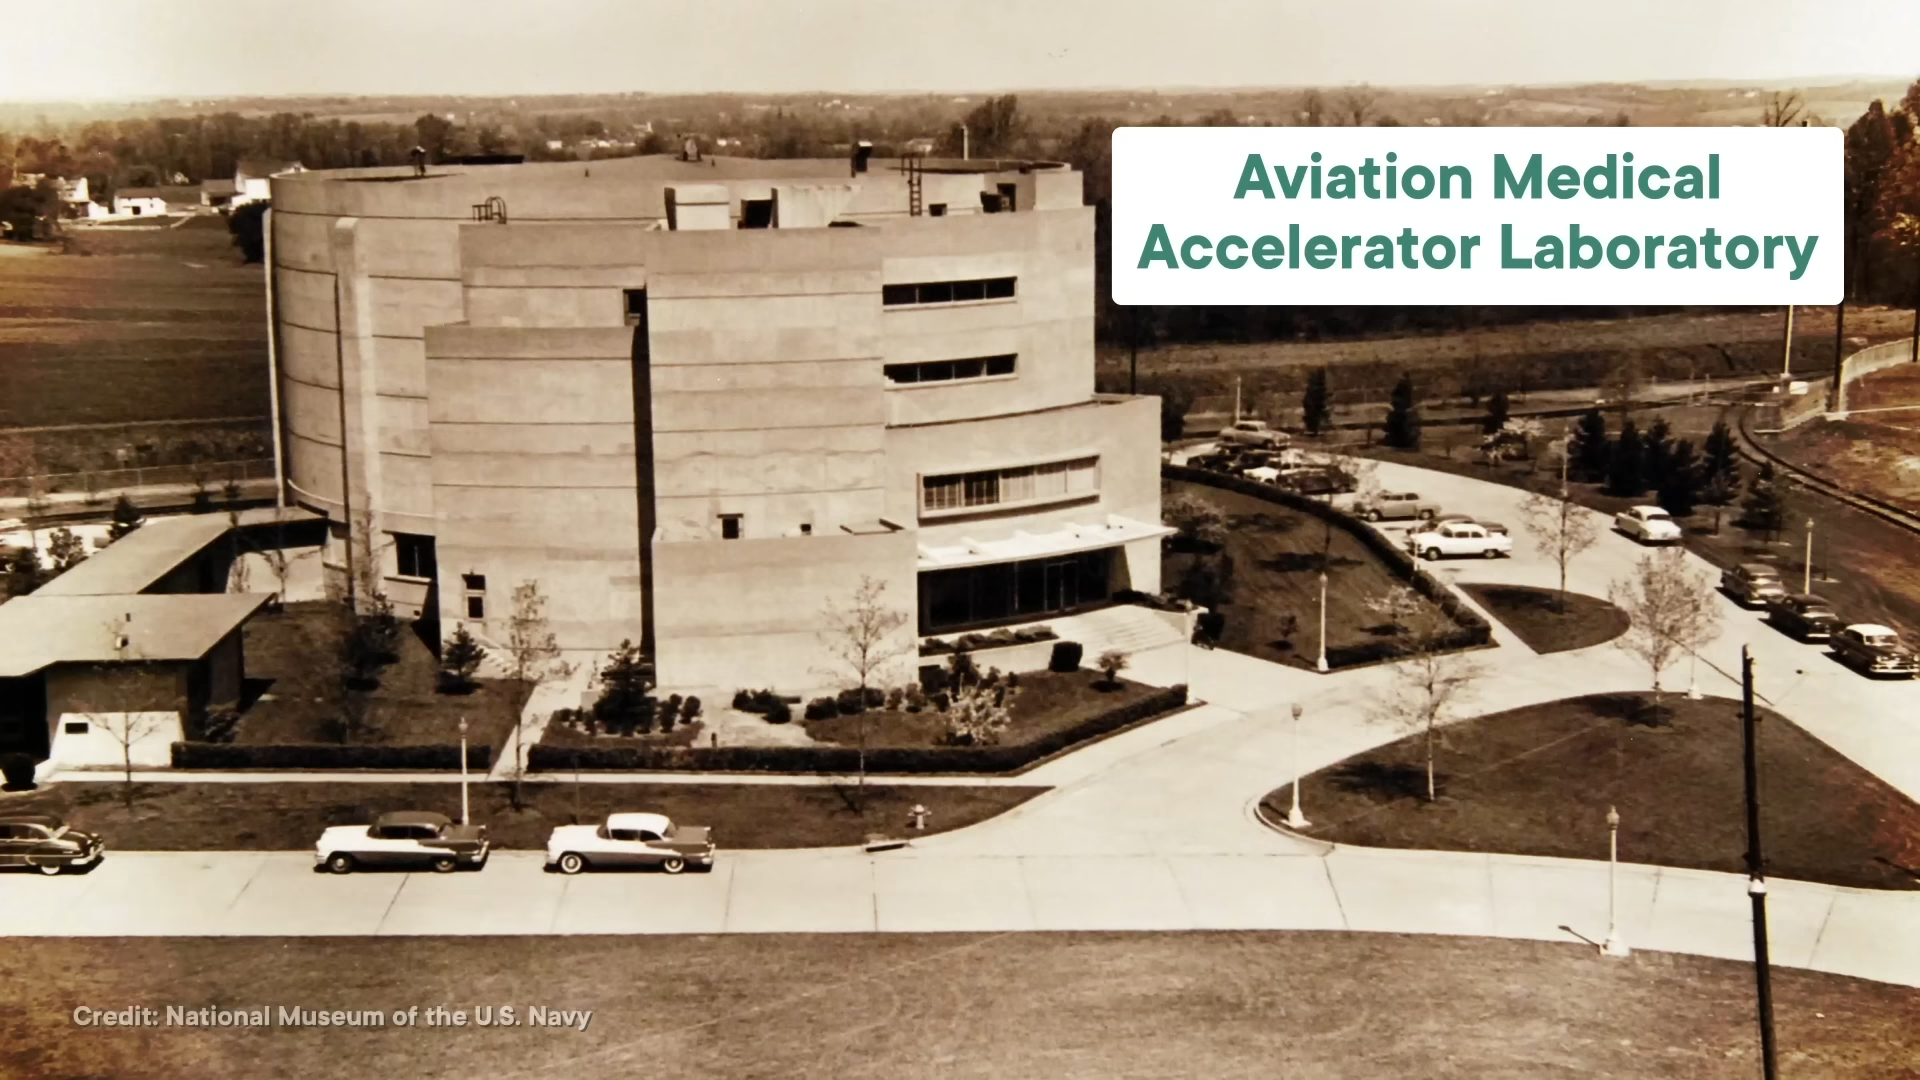 Aviation Medical
Accelerator Laboratory
Credit: National Museum of the U.S. Navy